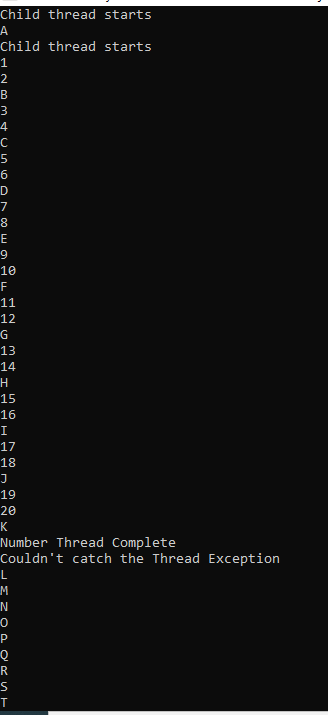 Child thread starts
A
Child thread starts
1
2
B
3
4
C
5
6
D
7
8
E
9
10
F
11
12
G
13
14
H
15
16
I
17
18
J
19
20
K
Number Thread Complete
Couldn't catch the Thread Exception
L
M
N
O
P
Q
R
S
T